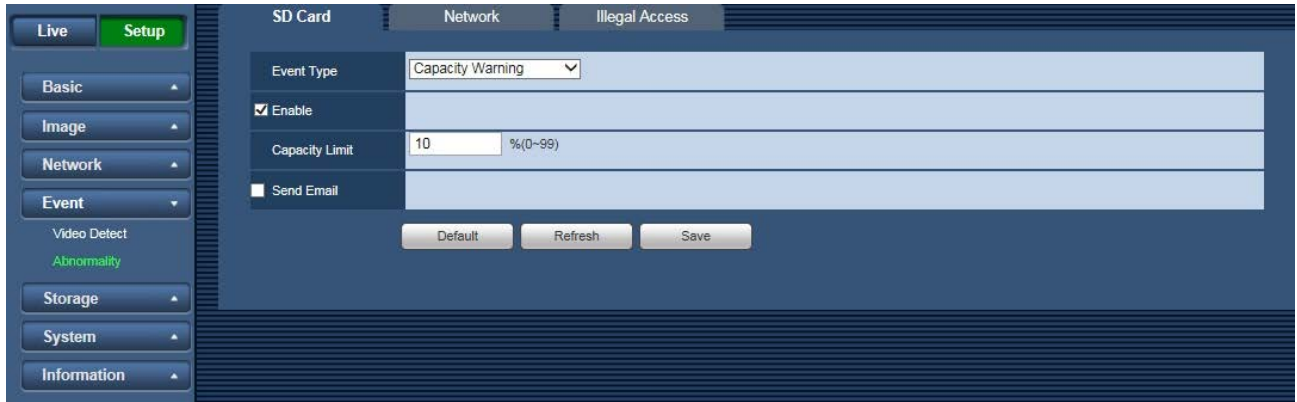 Live Setup
Basic
Image
Network
Event
Video Detect
Abnormality
Storage
System
Information
SD Card Network Illegal Access
Event Type Capacity Warning
Enable
Capacity Limit 10 %(0~99)
Send Email
Default Refresh Save